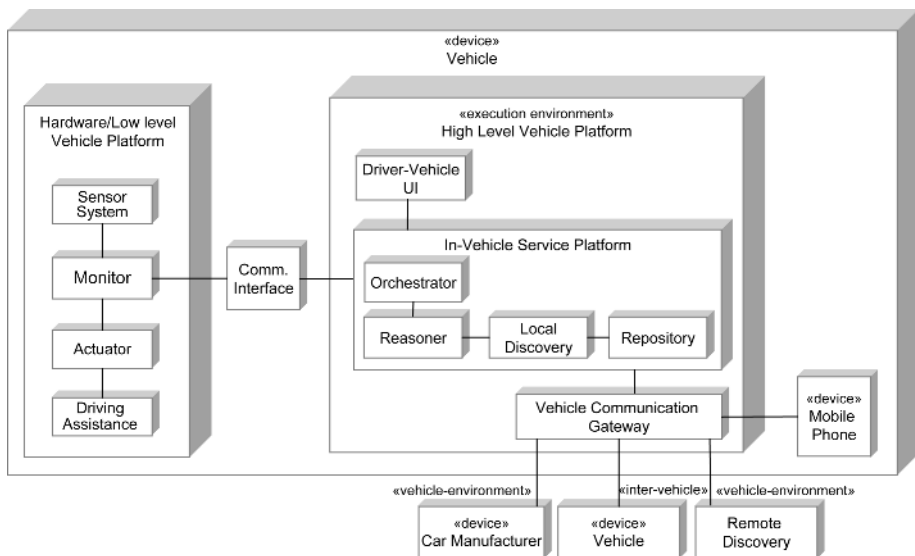 «device»
Vehicle
Hardware/Low level
Vehicle Platform
Sensor
System
Monitor
Actuator
Driving
Assistance
Comm.
Interface
«execution environment»
High Level Vehicle Platform
Driver-Vehicle
UI
In-Vehicle Service Platform
Orchestrator
Reasoner
Local
Discovery
Repository
Vehicle Communication
Gateway
«device»
Mobile
Phone
«vehicle-environment»
«inter-vehicle»
«vehicle-environment»
«device»
Car Manufacturer
«device»
Vehicle
Remote
Discovery